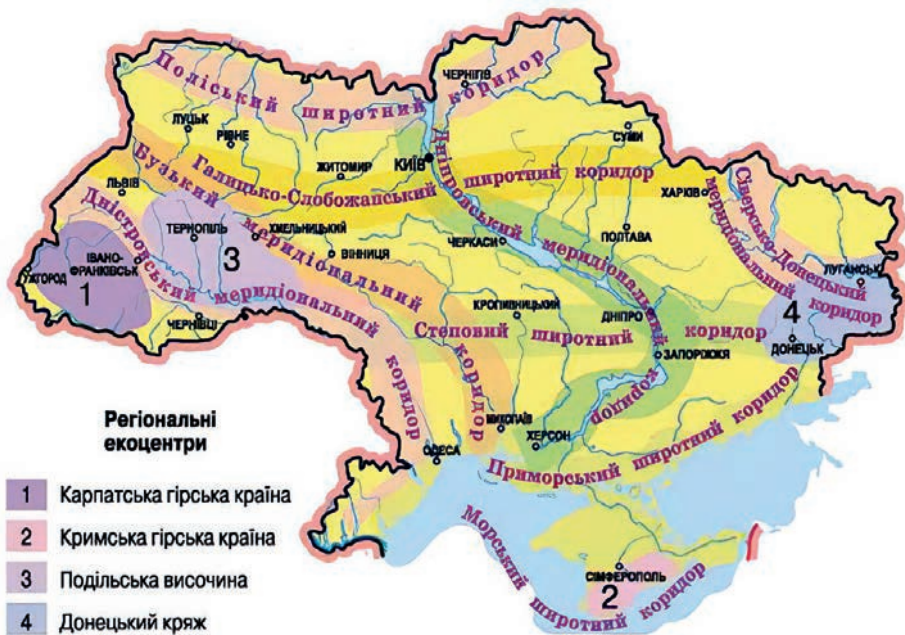 Поліський широтний коридор
ЧЕРНІГІВ
ЛУЦЬК
РІВНЕ
СУМИ
ЖИТОМИР
КИЇВ
Галицько-Слобожапський широтний коридор
Бузький меридіональний коридор
Дніпровський меридіональний коридор
ЛЬВІВ
ХАРКІВ
Сіверсько-Донецький меридіональний коридор
Дністровський меридіональний коридор
ТЕРНОПІЛЬ
3
ХМЕЛЬНИЦЬКИЙ
ВІННИЦЯ
ЧЕРКАСИ
ПОЛТАВА
ЛУГАНСЬК
УЖГОРОД
1
ІВАНО-
ФРАНКІВСЬК
ЧЕРНІВЦІ
КРОПИВНИЦЬКИЙ
ДНІПРО
4
ДОНЕЦЬК
Степовий широтний коридор
ЗАПОРІЖЖЯ
МИКОЛАЇВ
ХЕРСОН
ОДЕСА
Приморський широтний коридор
Морський широтний коридор
СІМФЕРОПОЛЬ
2
Регіональні
екоцентри
1 Карпатська гірська країна
2 Кримська гірська країна
3 Подільська височина
4 Донецький кряж